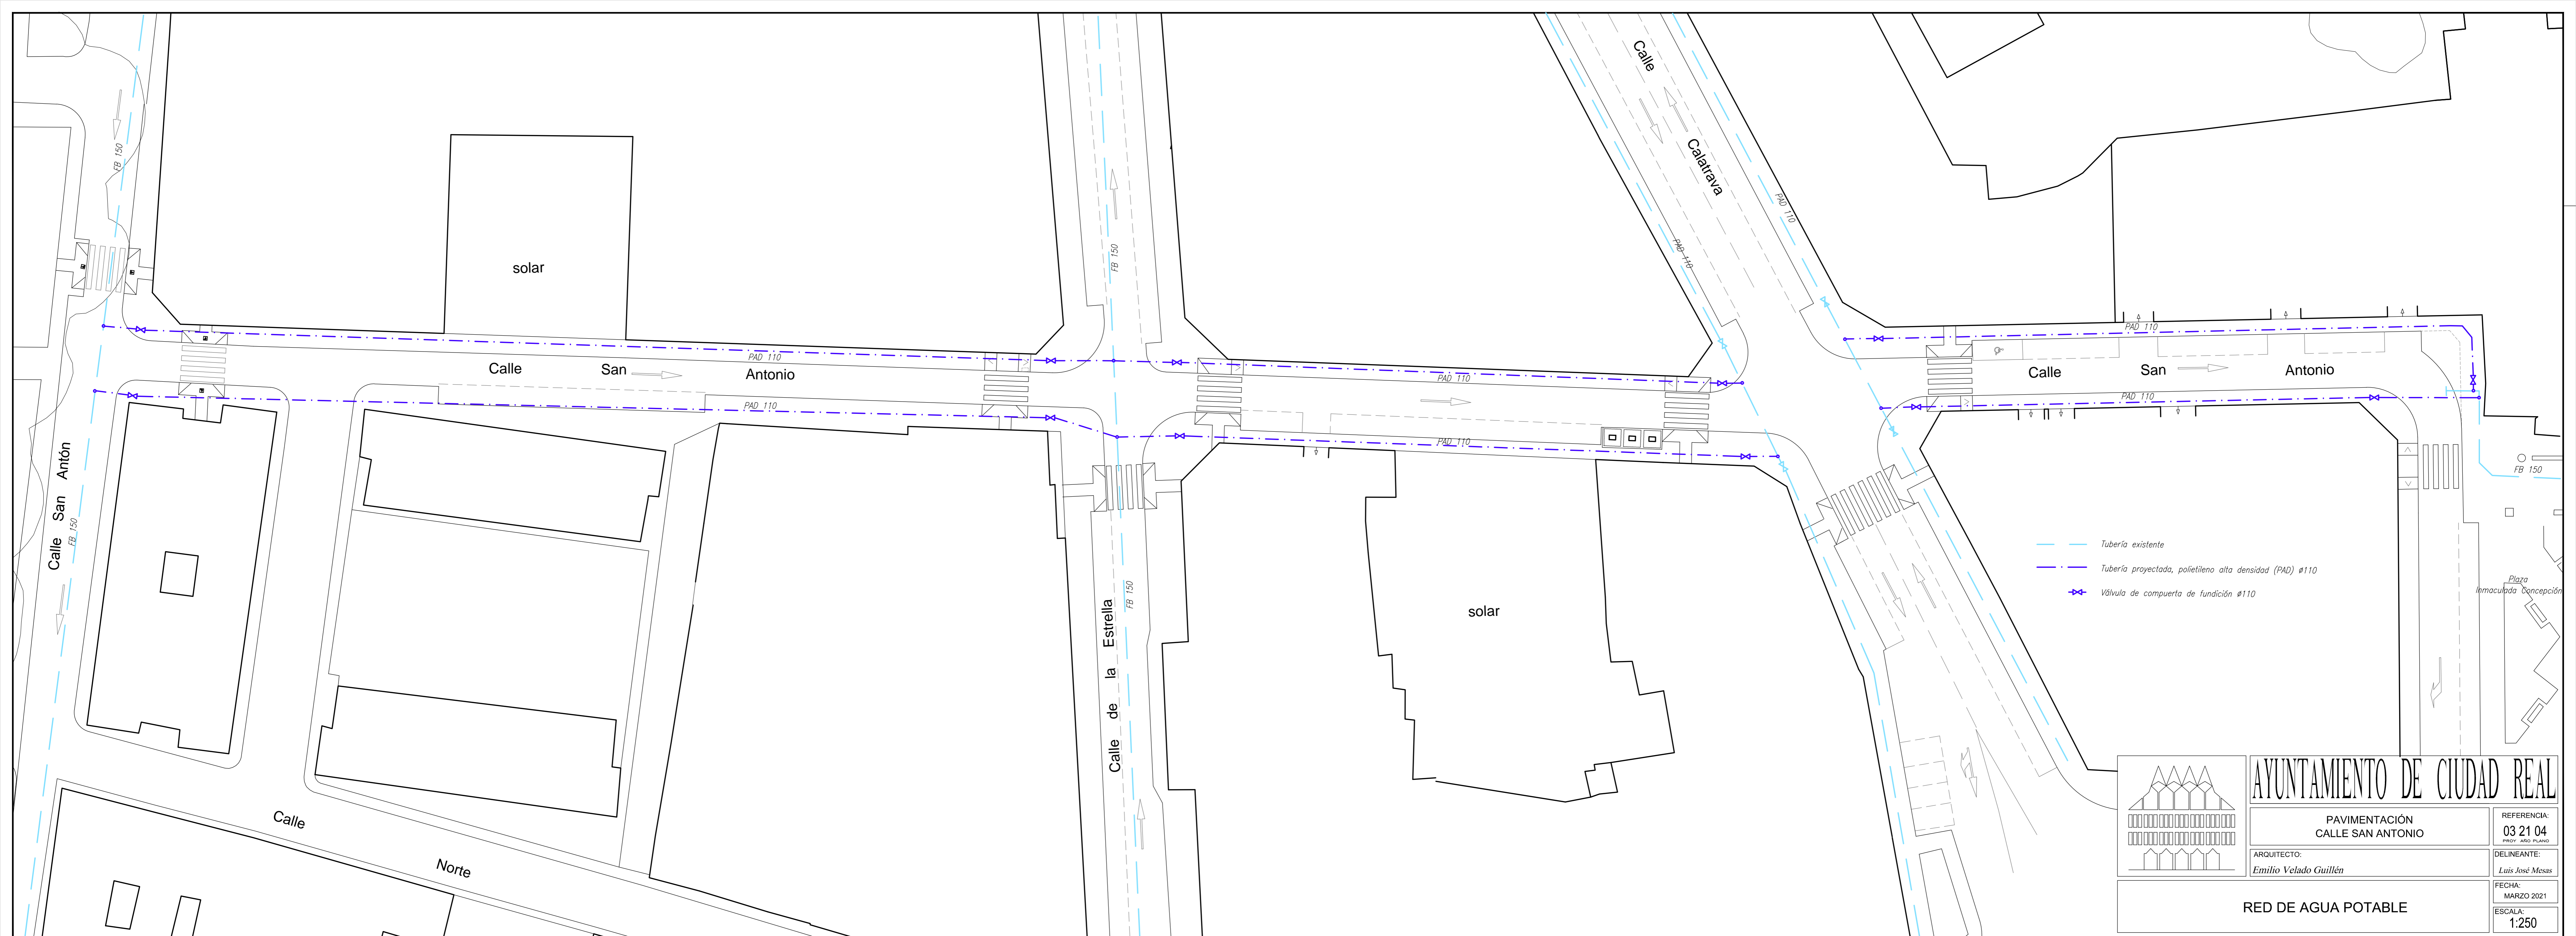 FB 150
solar
Calle San Antonio
PAD 110
PAD 110
Calle San Antón
FB 150
Calle Norte
FB 150
FB 150
Calle de la Estrella
PAD 110
PAD 110
solar
Calle Calatrava
PAD 110
PAD 110
PAD 110
Calle San Antonio
PAD 110
FB 150
Tubería existente
Tubería proyectada, polietileno alta densidad (PAD) ø110
Válvula de compuerta de fundición ø110
Plaza
Inmaculada Concepción
AYUNTAMIENTO DE CIUDAD REAL
PAVIMENTACIÓN
CALLE SAN ANTONIO
REFERENCIA:
03 21 04
PROY AÑO PLANO
ARQUITECTO:
Emilio Velado Guillén
DELINEANTE:
Luis José Mesas
RED DE AGUA POTABLE
FECHA:
MARZO 2021
ESCALA:
1:250